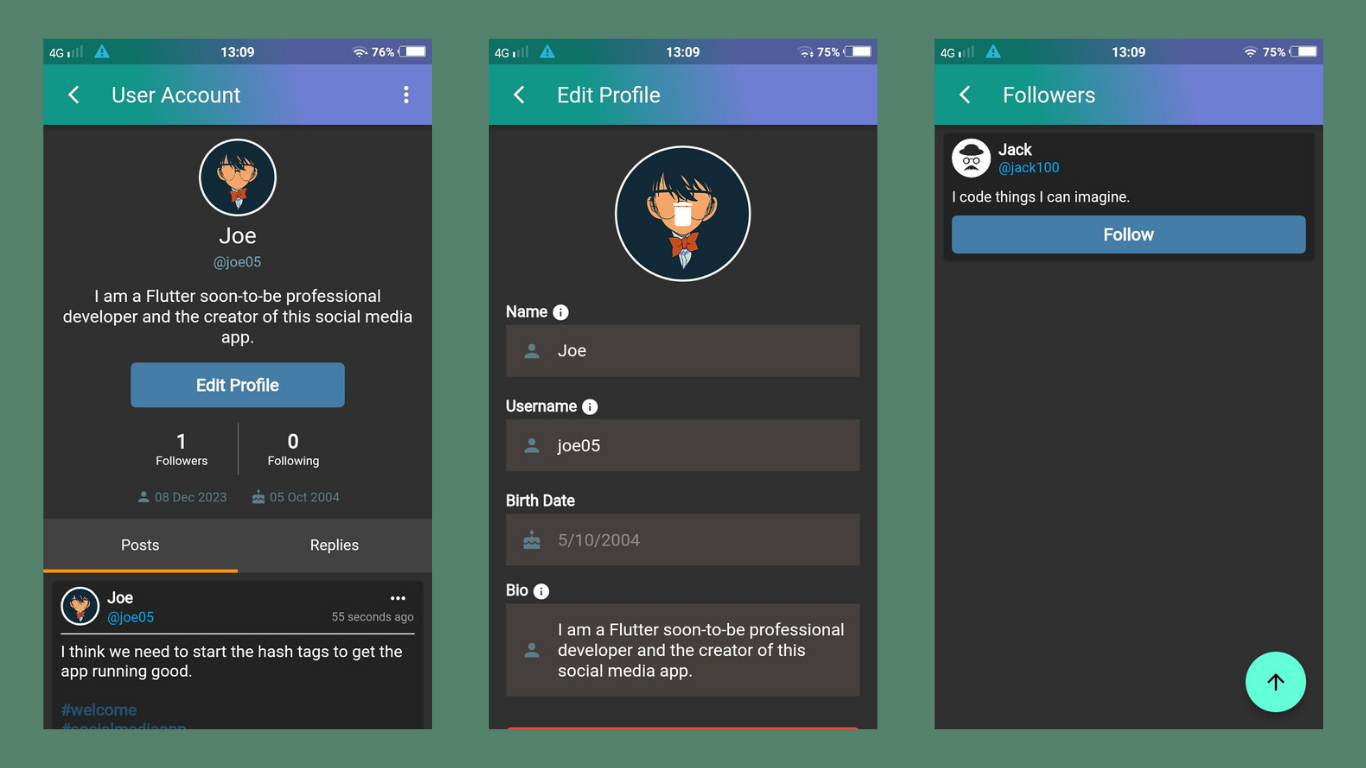 4G 13:09 76%
User Account
Joe
@joe05
I am a Flutter soon-to-be professional
developer and the creator of this social media
app.
Edit Profile
1 0
Followers Following
08 Dec 2023 05 Oct 2004
Posts Replies
Joe
@joe05 55 seconds ago
I think we need to start the hash tags to get the
app running good.
#welcome
#socialmediaapp
4G 13:09 75%
Edit Profile
Name
Joe
Username
joe05
Birth Date
5/10/2004
Bio
I am a Flutter soon-to-be professional
developer and the creator of this
social media app.
4G 13:09 75%
Followers
Jack
@jack100
I code things I can imagine.
Follow